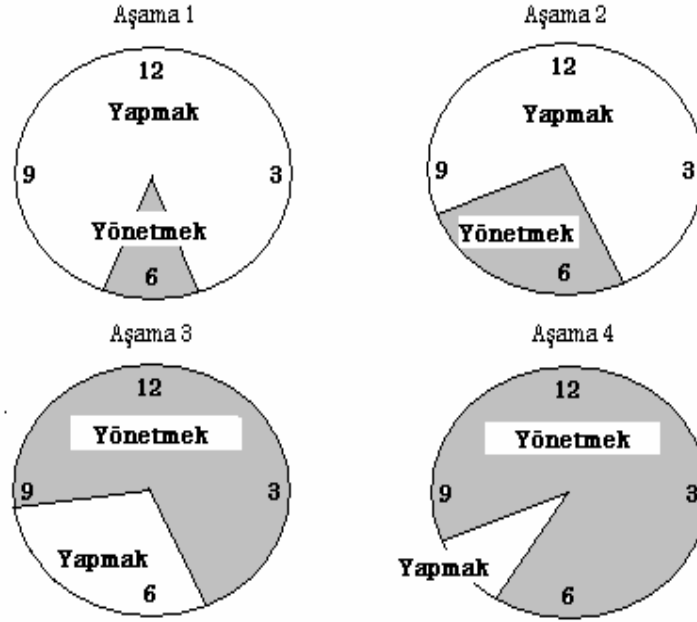 Aşama 1
12
Yapmak
9
3
Yönetmek
6
Aşama 2
12
Yapmak
9
3
Yönetmek
6
Aşama 3
12
Yönetmek
9
3
Yapmak
6
Aşama 4
12
Yönetmek
9
3
Yapmak
6